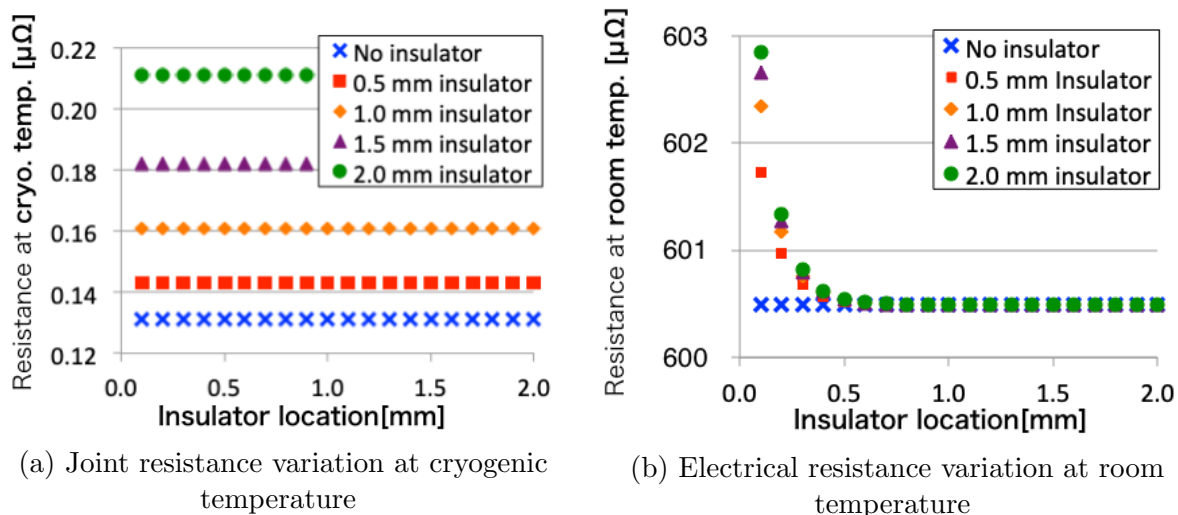 Resistance at cryo. temp. [μΩ]
0.22
0.20
0.18
0.16
0.14
0.12
0.0
0.5
1.0
1.5
2.0
Insulator location[mm]
No insulator
0.5 mm insulator
1.0 mm insulator
1.5 mm insulator
2.0 mm insulator
(a) Joint resistance variation at cryogenic
temperature
Resistance at room temp. [μΩ]
603
602
601
600
0.0
0.5
1.0
1.5
2.0
Insulator location[mm]
No insulator
0.5 mm Insulator
1.0 mm Insulator
1.5 mm insulator
2.0 mm insulator
(b) Electrical resistance variation at room
temperature